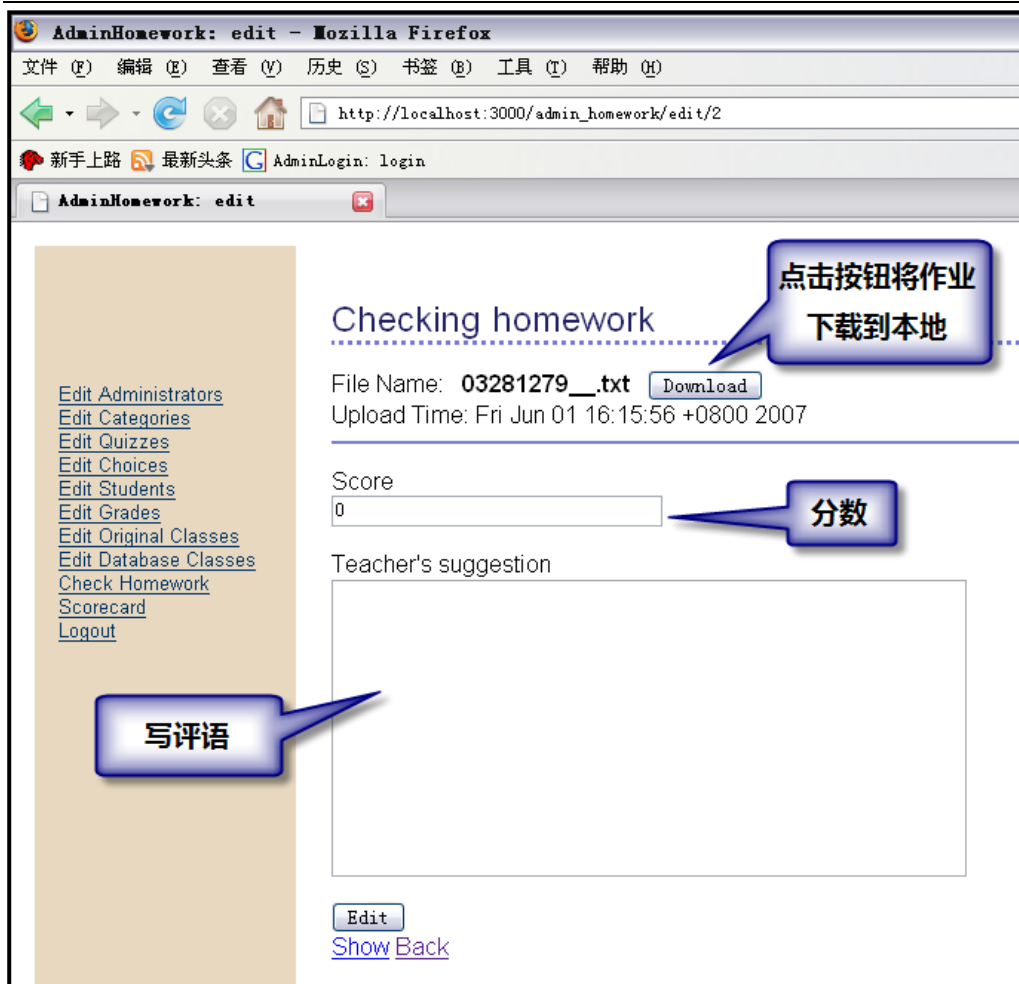 AdminHomework: edit - Mozilla Firefox
文件 (F) 编辑 (E) 查看 (V) 历史 (S) 书签 (B) 工具 (T) 帮助 (H)
http://localhost:3000/admin_homework/edit/2
新手上路 最新头条 AdminLogin: login
AdminHomework: edit
点击按钮将作业
下载到本地
Checking homework
File Name: 03281279__.txt Download
Upload Time: Fri Jun 01 16:15:56 +0800 2007
Edit Administrators
Edit Categories
Edit Quizzes
Edit Choices
Edit Students
Edit Grades
Edit Original Classes
Edit Database Classes
Check Homework
Scorecard
Logout
Score
0
分数
Teacher's suggestion
写评语
Edit
Show Back